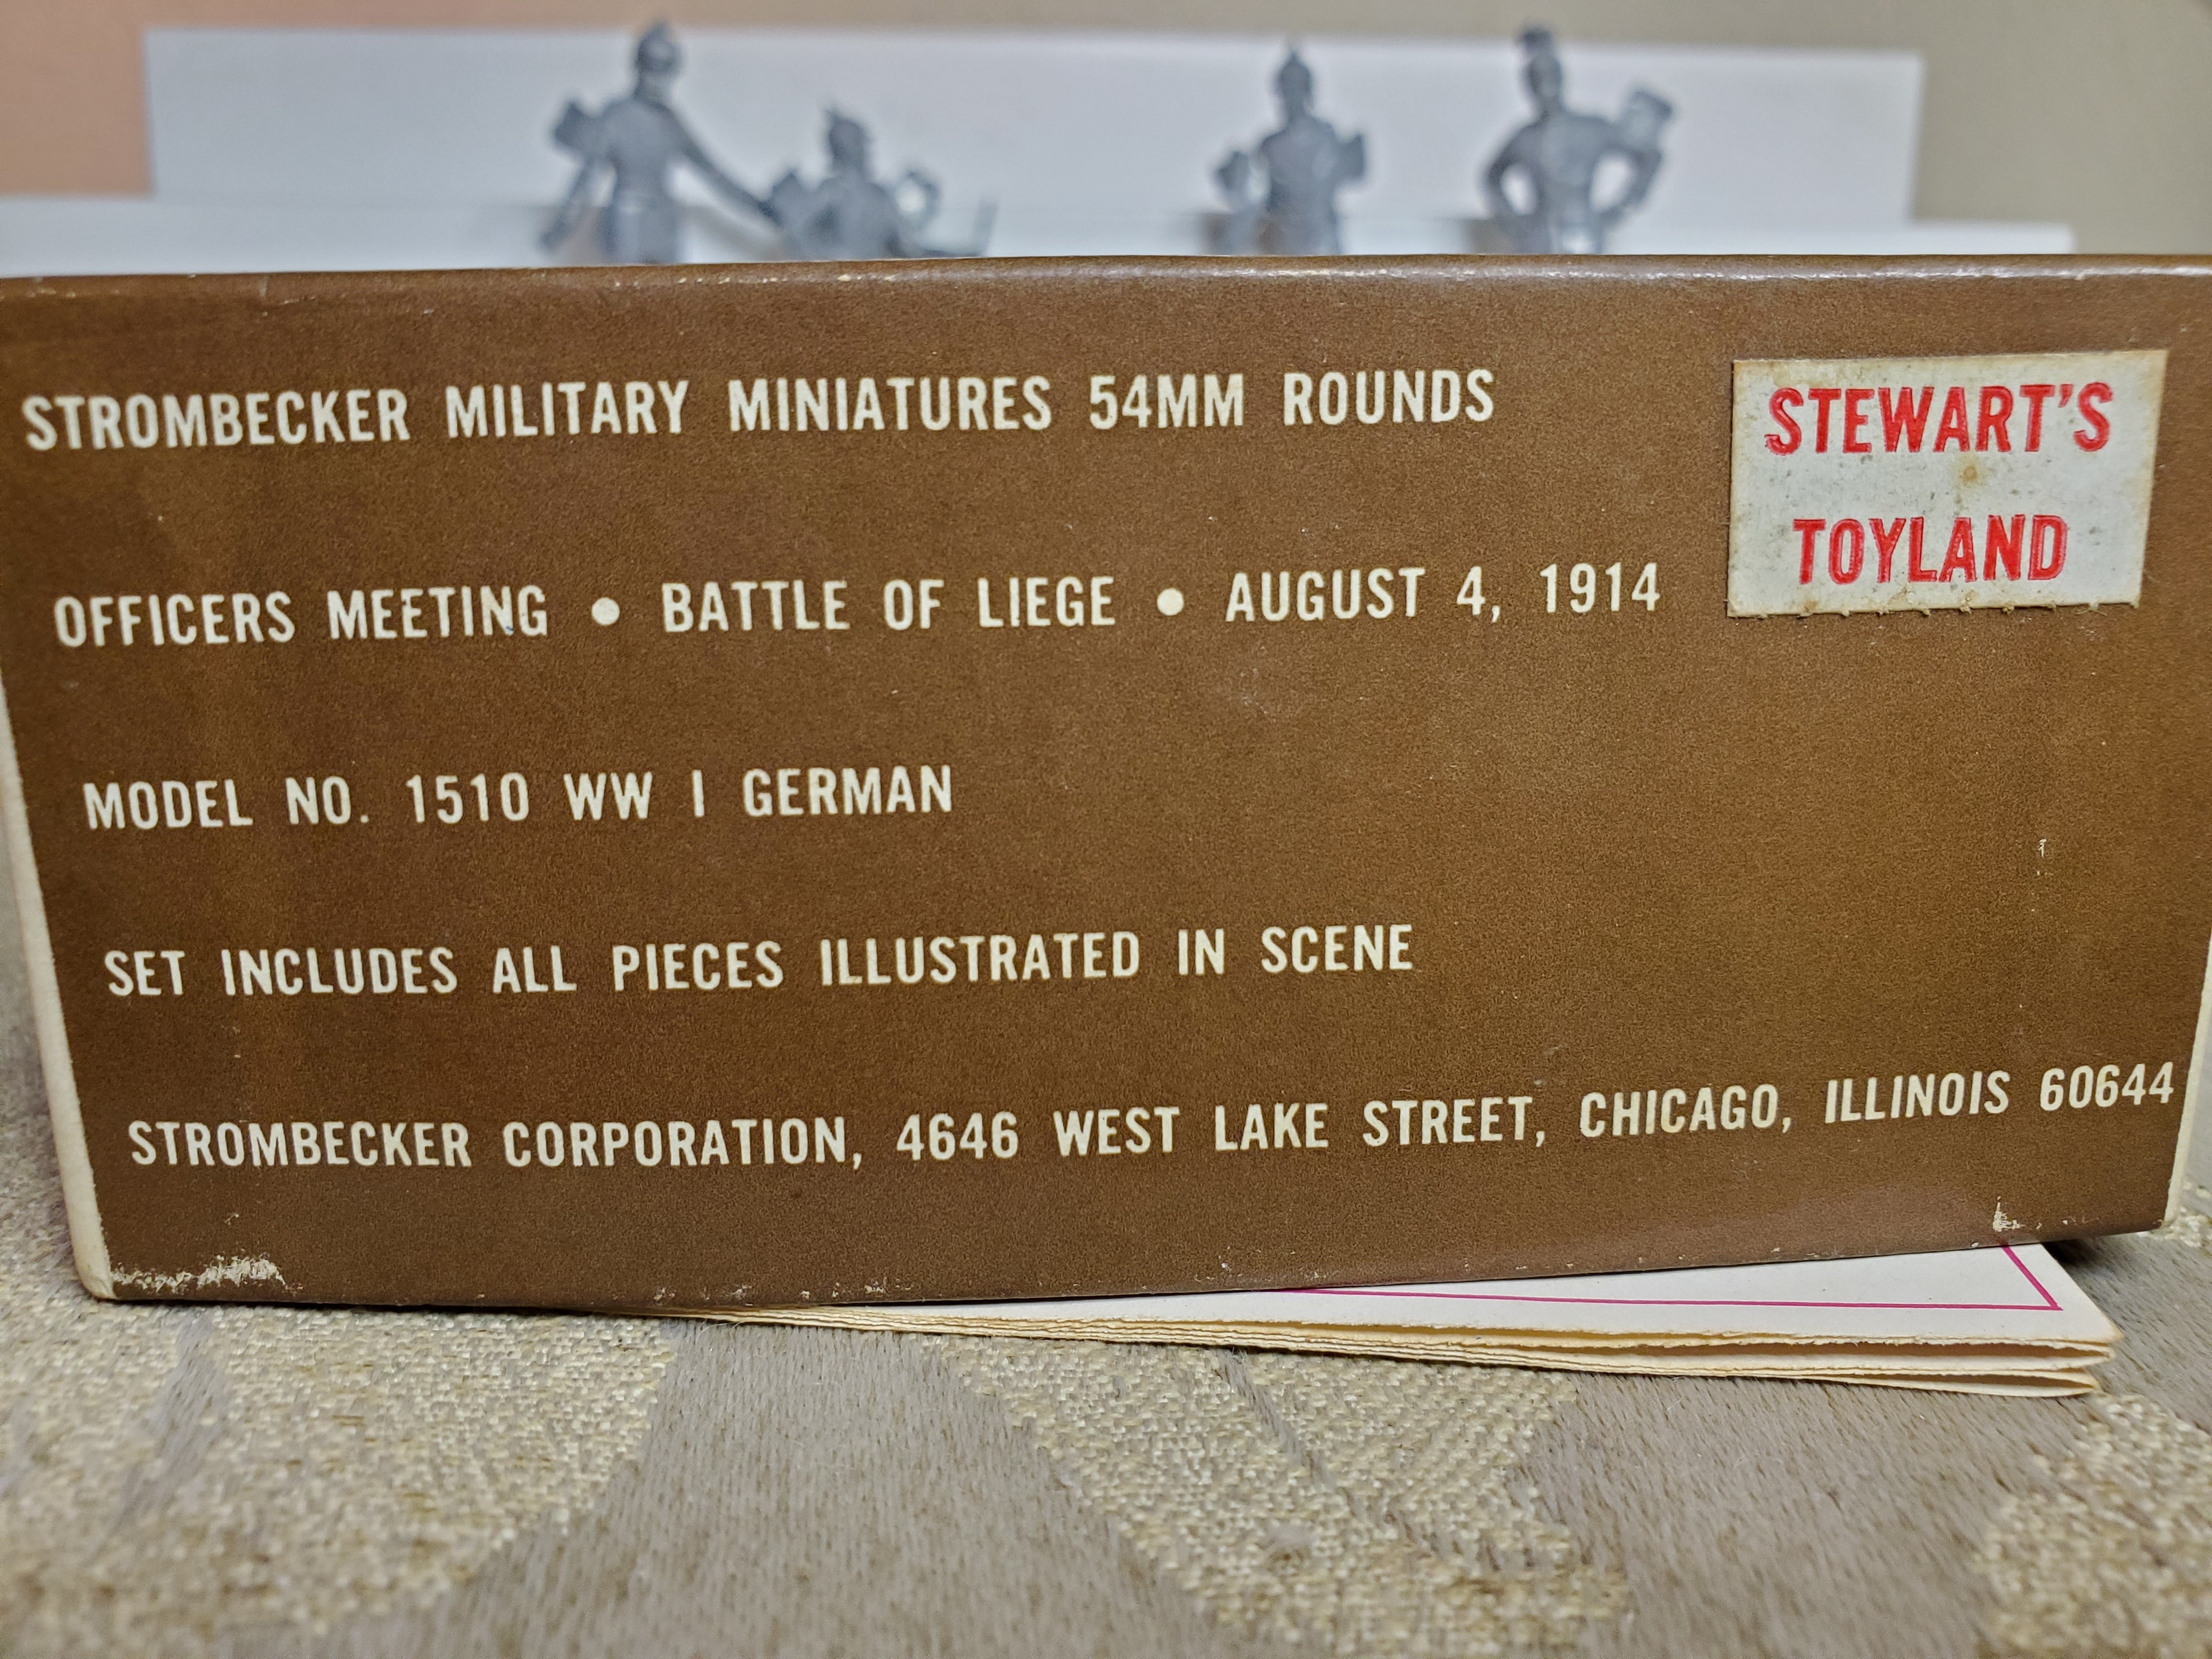 STROMBECKER MILITARY MINIATURES 54MM ROUNDS
STEWART'S
TOYLAND
OFFICERS MEETING • BATTLE OF LIEGE • AUGUST 4, 1914
MODEL NO. 1510 WW I GERMAN
SET INCLUDES ALL PIECES ILLUSTRATED IN SCENE
STROMBECKER CORPORATION, 4646 WEST LAKE STREET, CHICAGO, ILLINOIS 60644